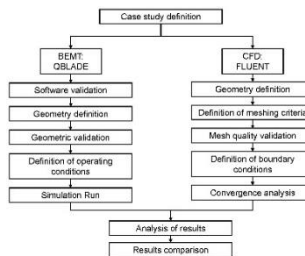 Case study definition
BEMT:
QBLADE
Software validation
Geometry definition
Geometric validation
Definition of operating
conditions
Simulation Run
CFD:
FLUENT
Geometry definition
Definition of meshing criteria
Mesh quality validation
Definition of boundary
conditions
Convergence analysis
Analysis of results
Results comparison